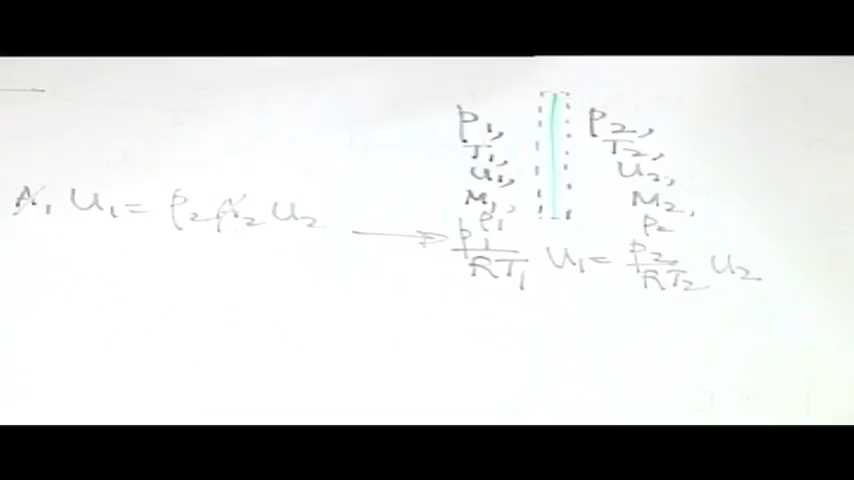 P₁,
T₁,
u₁,
M₁,
ρ₁
P₂,
T₂,
u₂,
M₂,
ρ₂
A₁ u₁ = ρ₂ A₂ u₂ → P₁/RT₁ u₁ = P₂/RT₂ u₂